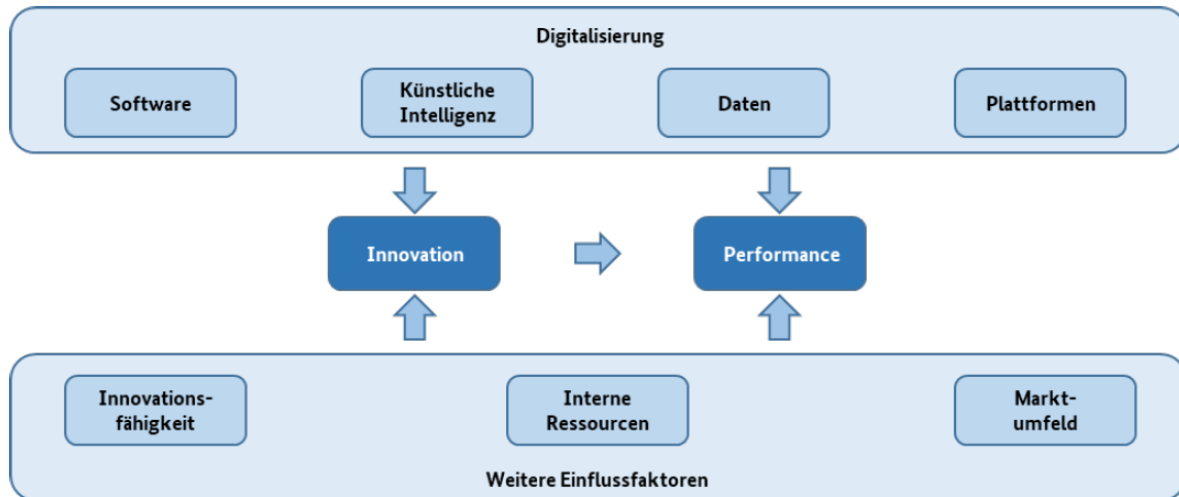 Digitalisierung
Software
Künstliche
Intelligenz
Daten
Plattformen
Innovation
Performance
Innovations-
fähigkeit
Interne
Ressourcen
Markt-
umfeld
Weitere Einflussfaktoren